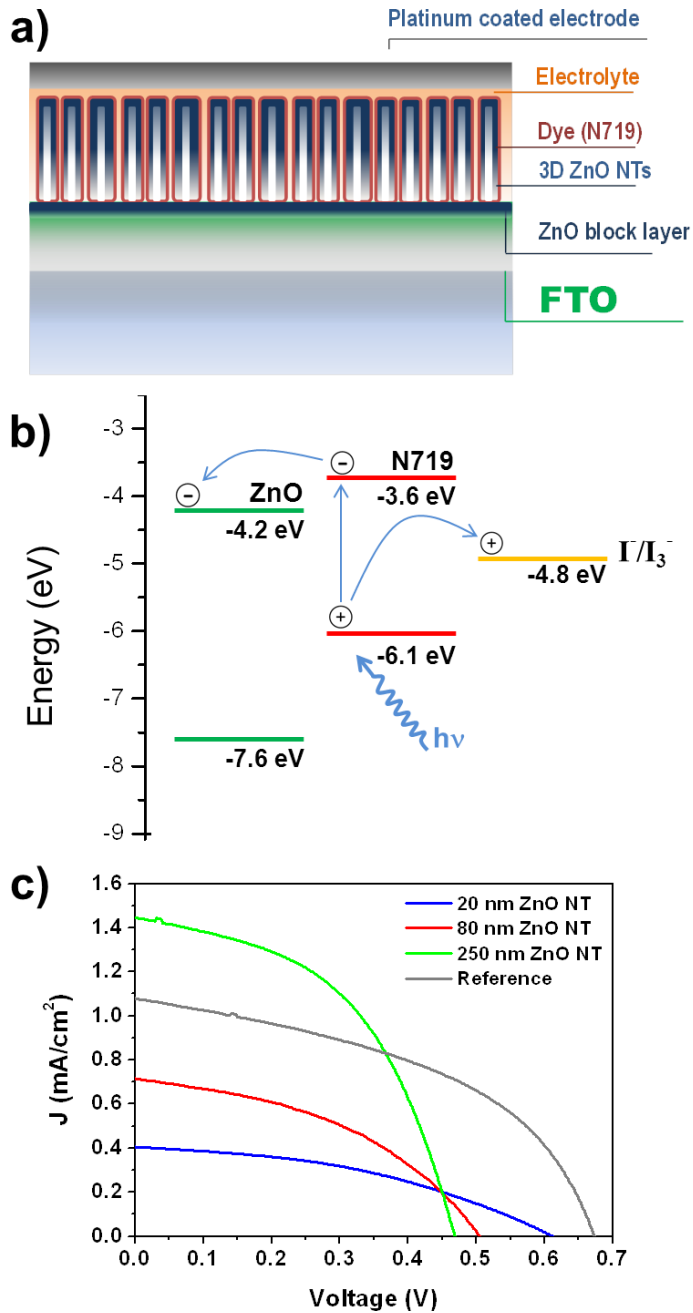 a)
Platinum coated electrode
Electrolyte
Dye (N719)
3D ZnO NTs
ZnO block layer
FTO
b)
Energy (eV)
-3
-4
-5
-6
-7
-8
-9
ZnO
-4.2 eV
-7.6 eV
N719
-3.6 eV
-6.1 eV
hν
I⁻/I₃⁻
-4.8 eV
c)
J (mA/cm²)
1.6
1.4
1.2
1.0
0.8
0.6
0.4
0.2
0.0
20 nm ZnO NT
80 nm ZnO NT
250 nm ZnO NT
Reference
0.0 0.1 0.2 0.3 0.4 0.5 0.6 0.7
Voltage (V)